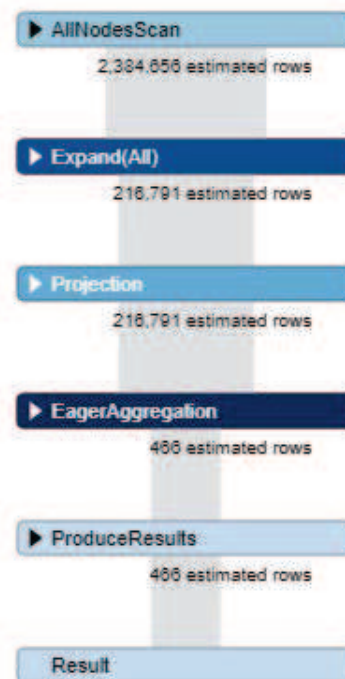 AllNodesScan
2,384,656 estimated rows
Expand(All)
216,791 estimated rows
Projection
216,791 estimated rows
EagerAggregation
466 estimated rows
ProduceResults
466 estimated rows
Result